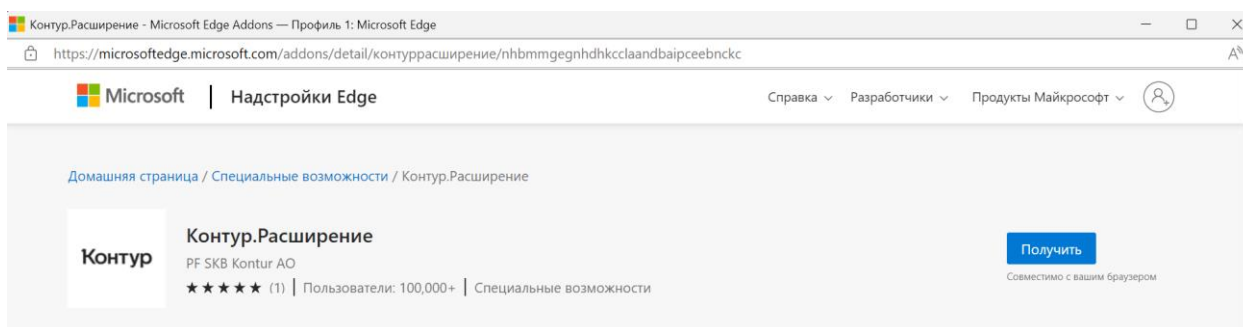 Контур.Расширение - Microsoft Edge Addons — Профиль 1: Microsoft Edge
https://microsoftedge.microsoft.com/addons/detail/контуррасширение/nhbmmgegnhdhkcclaandbaipceebnckc
Microsoft | Надстройки Edge Справка Разработчики Продукты Майкрософт
Домашняя страница / Специальные возможности / Контур.Расширение
Контур
Контур.Расширение
PF SKB Kontur AO
★★★★★ (1) | Пользователи: 100,000+ | Специальные возможности
Получить
Совместимо с вашим браузером